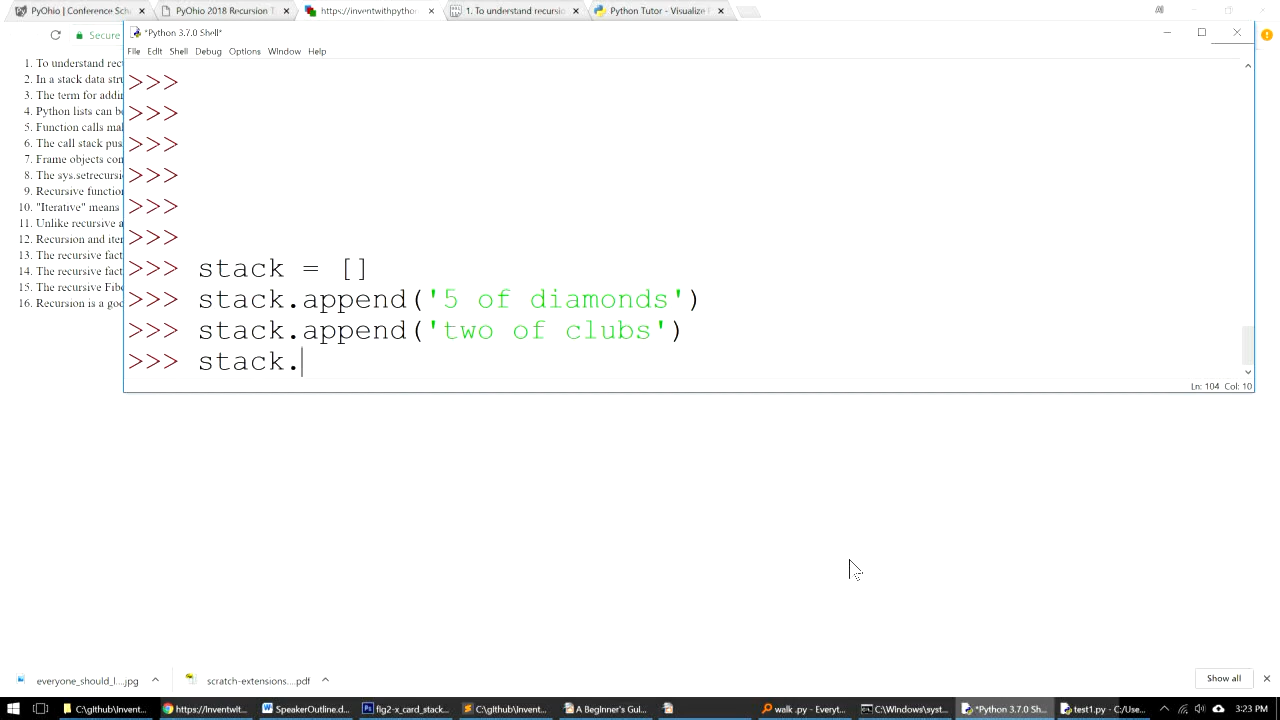 PyOhio | Conference Sch
PyOhio 2018 Recursion T
https://inventwithpython
1. To understand recursio
Python Tutor - Visualize
Secure
*Python 3.7.0 Shell*
File Edit Shell Debug Options Window Help
1. To understand rec
2. In a stack data stru
3. The term for addin
4. Python lists can be
5. Function calls mal
6. The call stack pus
7. Frame objects con
8. The sys.setrecursi
9. Recursive function
10. "Iterative" means
11. Unlike recursive a
12. Recursion and iter
13. The recursive fact
14. The recursive fact
15. The recursive Fibo
16. Recursion is a goo
>>>
>>>
>>>
>>>
>>>
>>>
>>> stack = []
>>> stack.append('5 of diamonds')
>>> stack.append('two of clubs')
>>> stack.
Ln: 104 Col: 10
everyone_should_l....jpg
scratch-extensions....pdf
Show all
C:\github\Invent...
https://Inventwit...
SpeakerOutline.d...
fig2-x_card_stack...
C:\github\Invent...
A Beginner's Gui...
walk .py - Everyt...
C:\Windows\syst...
*Python 3.7.0 Sh...
test1.py - C:/Use...
3:23 PM